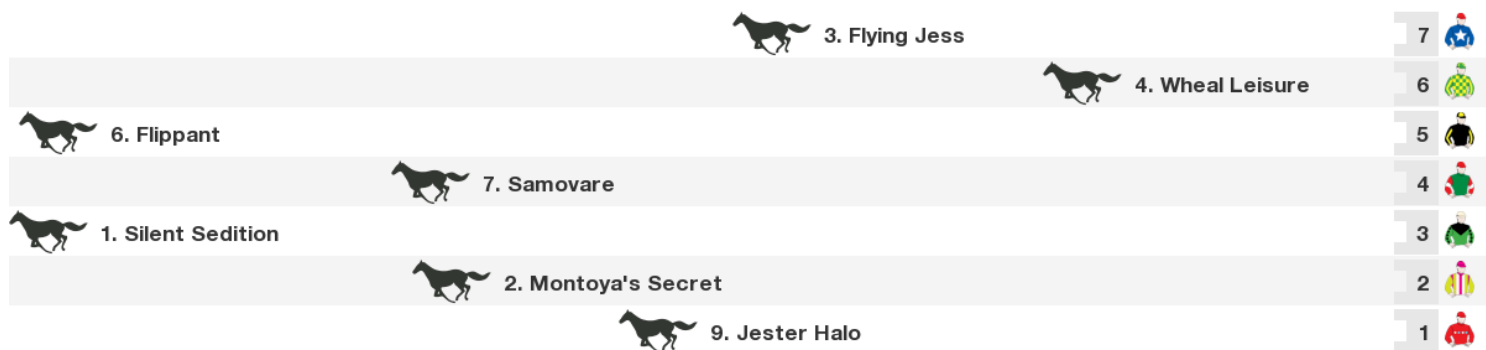 3. Flying Jess 7
4. Wheal Leisure 6
6. Flippant 5
7. Samovare 4
1. Silent Sedition 3
2. Montoya's Secret 2
9. Jester Halo 1